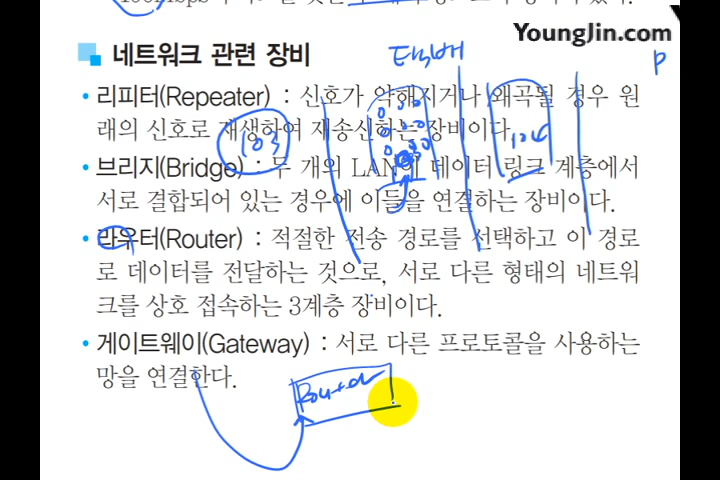 YoungJin.com
P
네트워크 관련 장비
• 리피터(Repeater) : 신호가 약해지거나 왜곡될 경우 원
래의 신호로 재생하여 재송신하는 장비이다.
103
• 브리지(Bridge) : 두 개의 LAN이 데이터 링크 계층에서
서로 결합되어 있는 경우에 이들을 연결하는 장비이다.
• 라우터(Router) : 적절한 전송 경로를 선택하고 이 경로
로 데이터를 전달하는 것으로, 서로 다른 형태의 네트워
크를 상호 접속하는 3계층 장비이다.
• 게이트웨이(Gateway) : 서로 다른 프로토콜을 사용하는
망을 연결한다.
Router